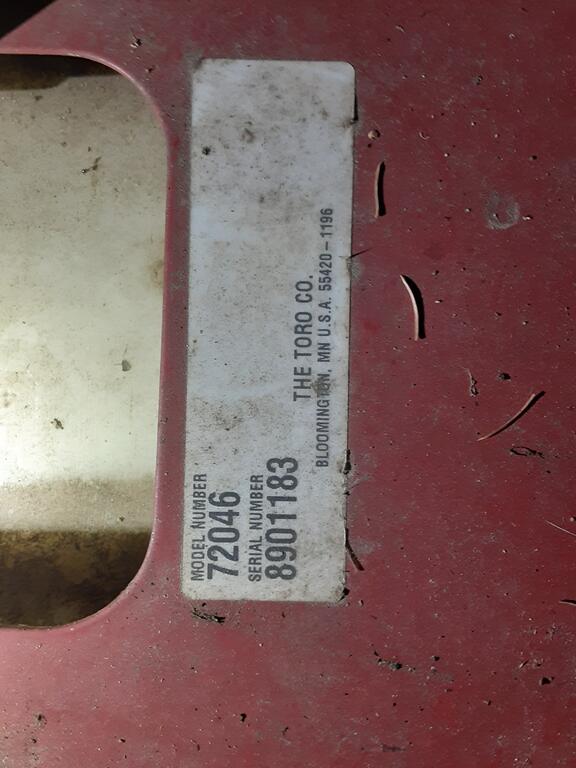 MODEL NUMBER
72046
SERIAL NUMBER
8901183
THE TORO CO.
BLOOMINGTON, MN U.S.A. 55420-1196